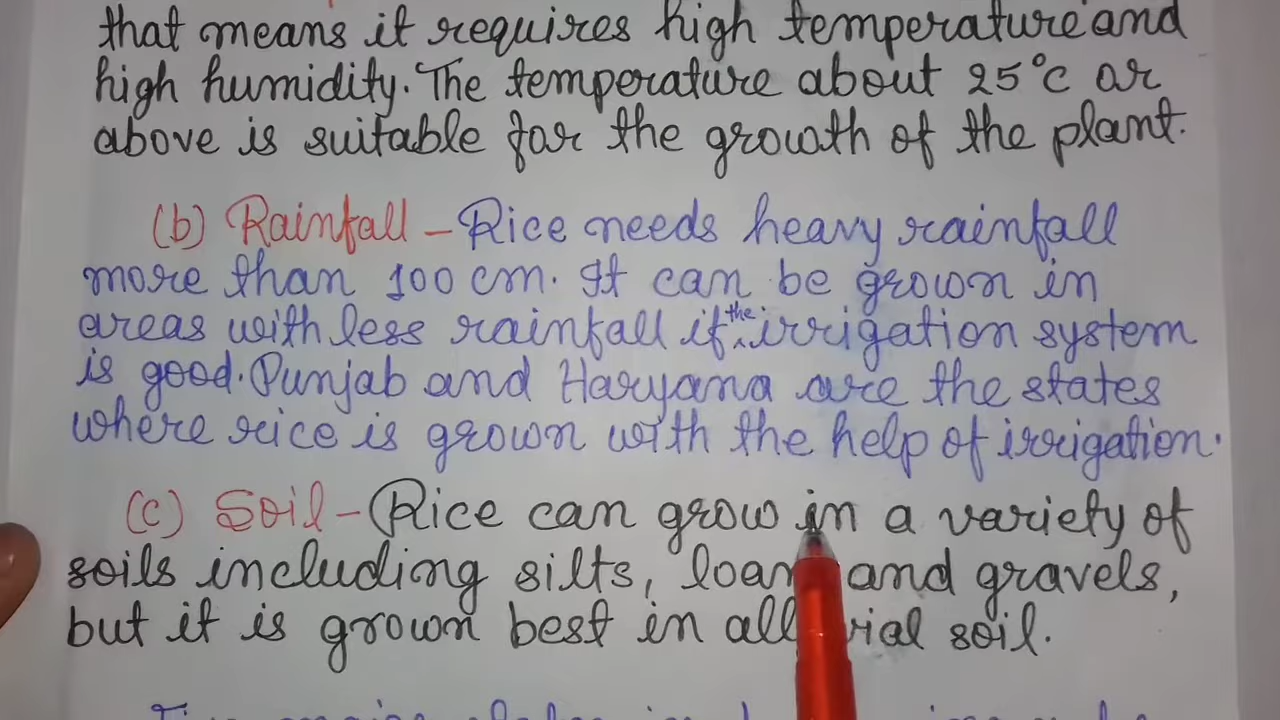 that means it requires high temperature and
high humidity. The temperature about 25°C or
above is suitable for the growth of the plant.
(b) Rainfall - Rice needs heavy rainfall
more than 100 cm. It can be grown in
areas with less rainfall if the irrigation system
is good. Punjab and Haryana are the states
where rice is grown with the help of irrigation.
(c) Soil - Rice can grow in a variety of
soils including silts, loam and gravels,
but it is grown best in alluvial soil.